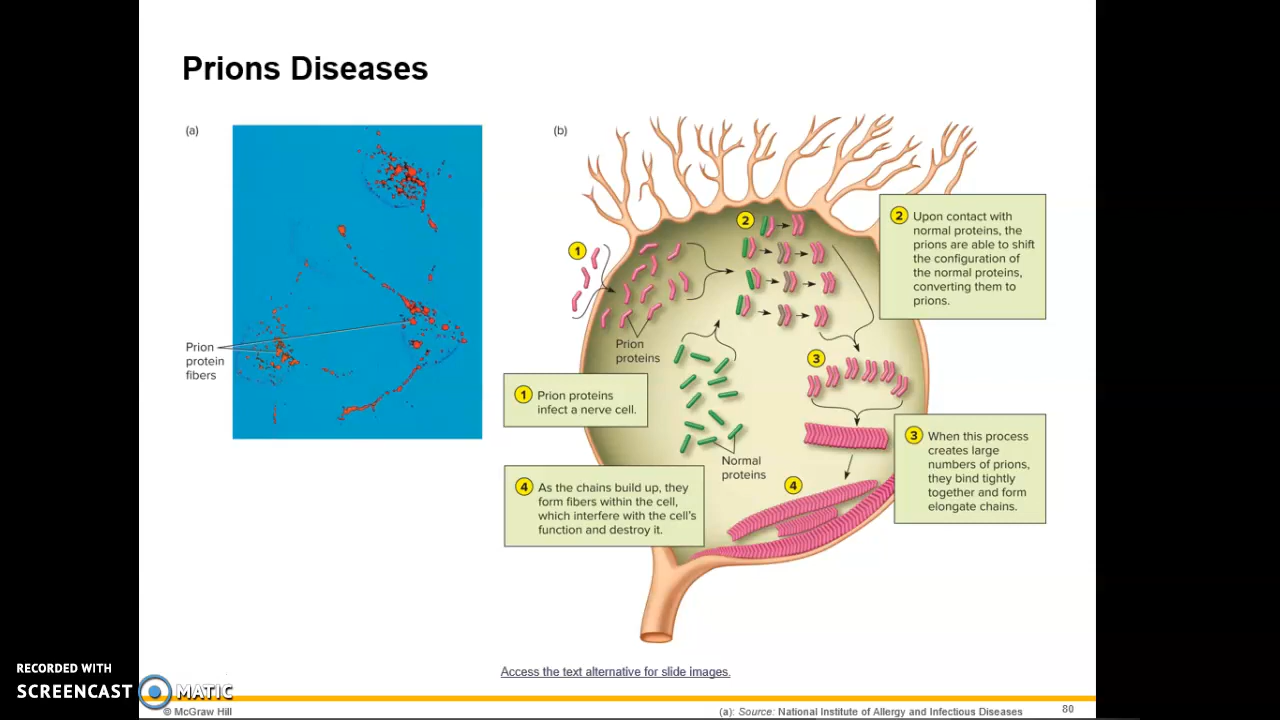 Prions Diseases
(a)
Prion
protein
fibers
(b)
1
Prion
proteins
2
2 Upon contact with
normal proteins, the
prions are able to shift
the configuration of
the normal proteins,
converting them to
prions.
1 Prion proteins
infect a nerve cell.
3
Normal
proteins
3 When this process
creates large
numbers of prions,
they bind tightly
together and form
elongate chains.
4
4 As the chains build up, they
form fibers within the cell,
which interfere with the cell's
function and destroy it.
Access the text alternative for slide images.
RECORDED WITH
SCREENCAST MATIC
© McGraw Hill
(a): Source: National Institute of Allergy and Infectious Diseases
80